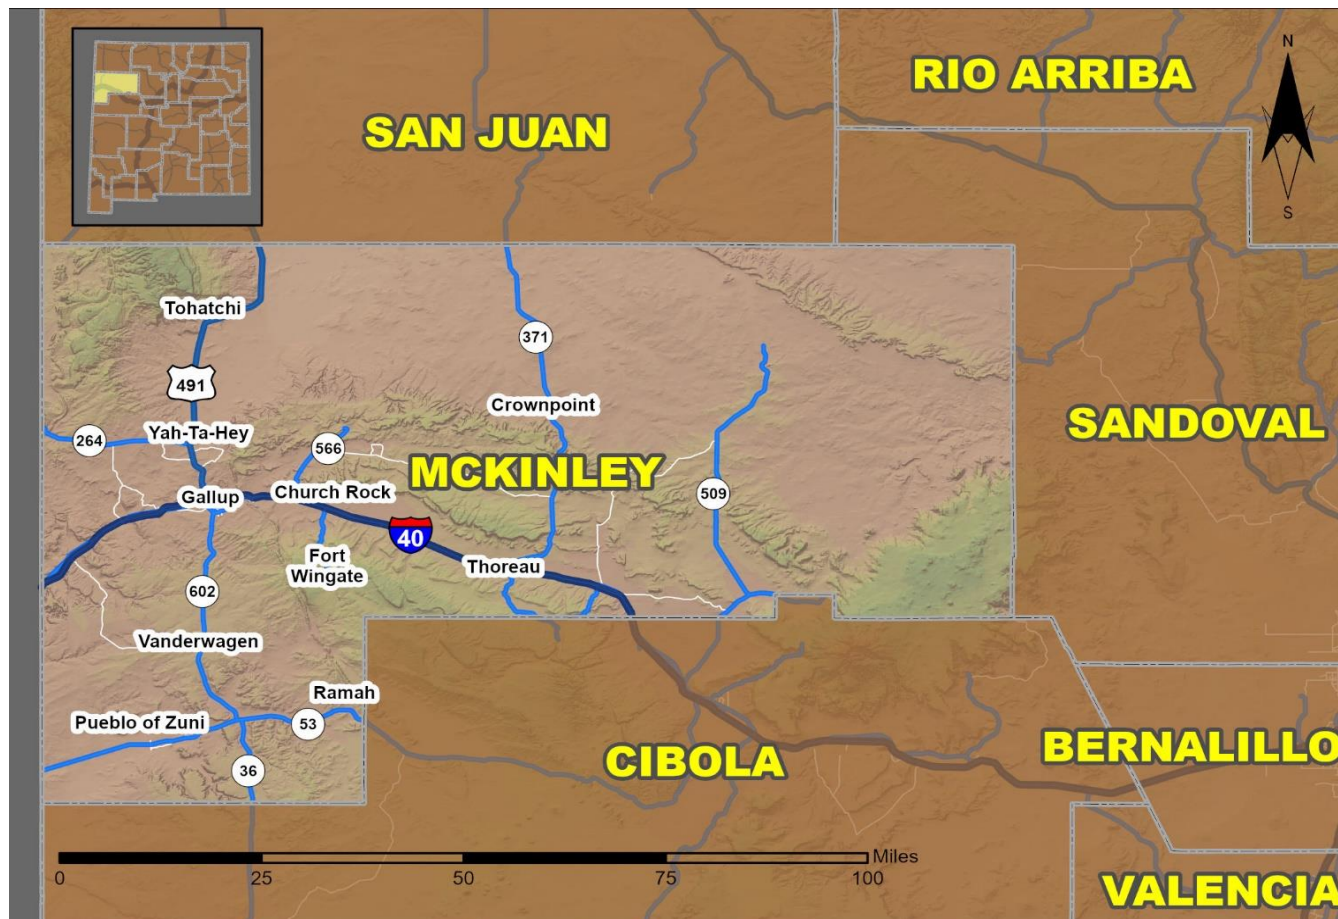 RIO ARRIBA
N
S
SAN JUAN
Tohatchi
371
491
Crownpoint
264
Yah-Ta-Hey
566
SANDOVAL
MCKINLEY
Gallup
Church Rock
509
40
Fort
Wingate
Thoreau
602
Vanderwagen
Ramah
Pueblo of Zuni
53
36
CIBOLA
BERNALILLO
VALENCIA
Miles
0
25
50
75
100